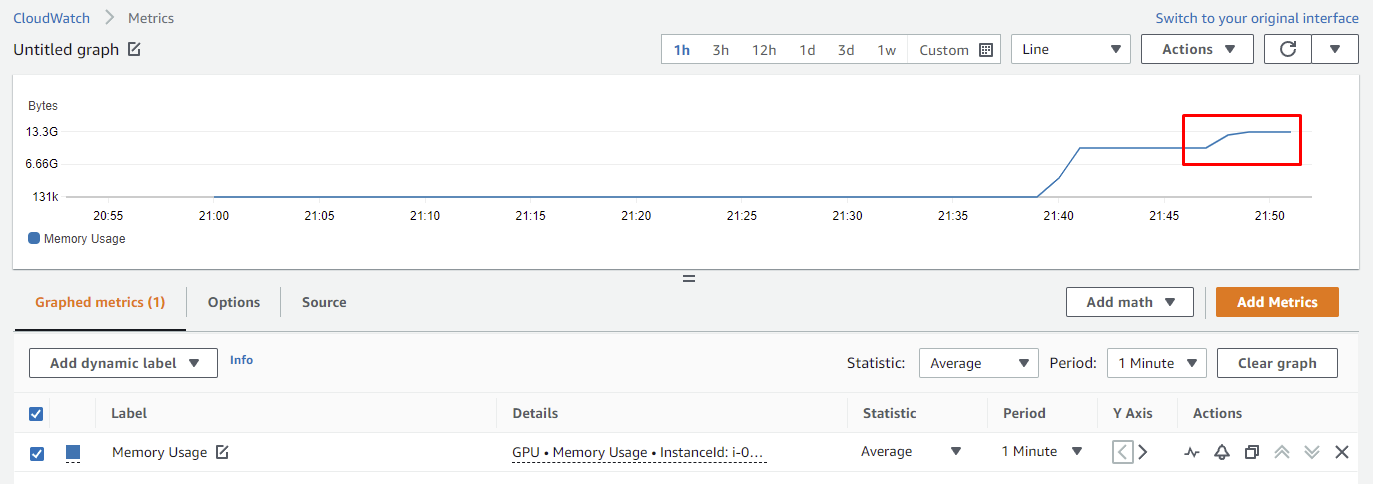 CloudWatch Metrics
Switch to your original interface
Untitled graph
1h 3h 12h 1d 3d 1w Custom
Line
Actions
Bytes
13.3G
6.66G
131k
20:55 21:00 21:05 21:10 21:15 21:20 21:25 21:30 21:35 21:40 21:45 21:50
Memory Usage
Graphed metrics (1) Options Source
Add math
Add Metrics
Add dynamic label
Info
Statistic: Average Period: 1 Minute Clear graph
Label Details Statistic Period Y Axis Actions
Memory Usage GPU • Memory Usage • InstanceId: i-0... Average 1 Minute